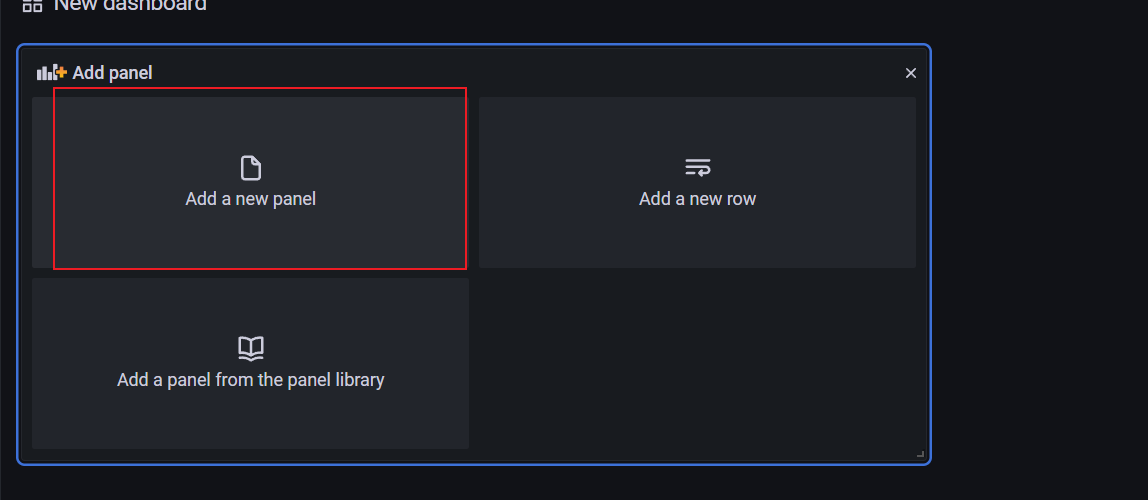 New dashboard
Add panel
Add a new panel
Add a new row
Add a panel from the panel library